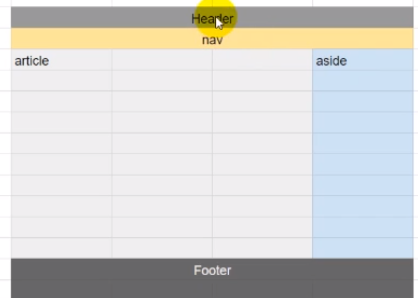 Header
nav
article
aside
Footer